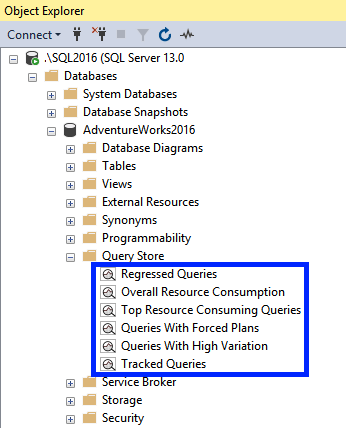 Object Explorer
Connect
.\SQL2016 (SQL Server 13.0
Databases
System Databases
Database Snapshots
AdventureWorks2016
Database Diagrams
Tables
Views
External Resources
Synonyms
Programmability
Query Store
Regressed Queries
Overall Resource Consumption
Top Resource Consuming Queries
Queries With Forced Plans
Queries With High Variation
Tracked Queries
Service Broker
Storage
Security